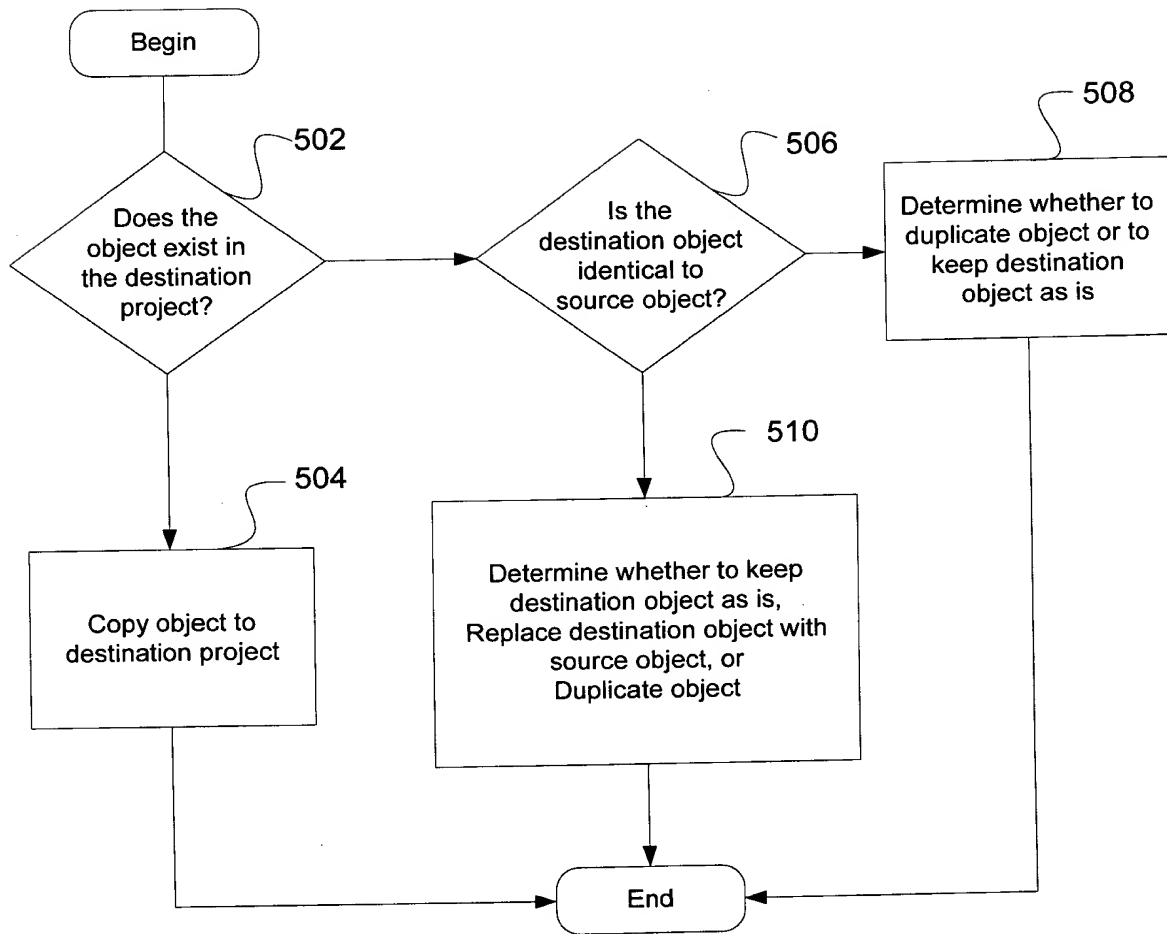 Begin
502
Does the
object exist in
the destination
project?
506
Is the
destination object
identical to
source object?
508
Determine whether to
duplicate object or to
keep destination
object as is
504
Copy object to
destination project
510
Determine whether to keep
destination object as is,
Replace destination object with
source object, or
Duplicate object
End